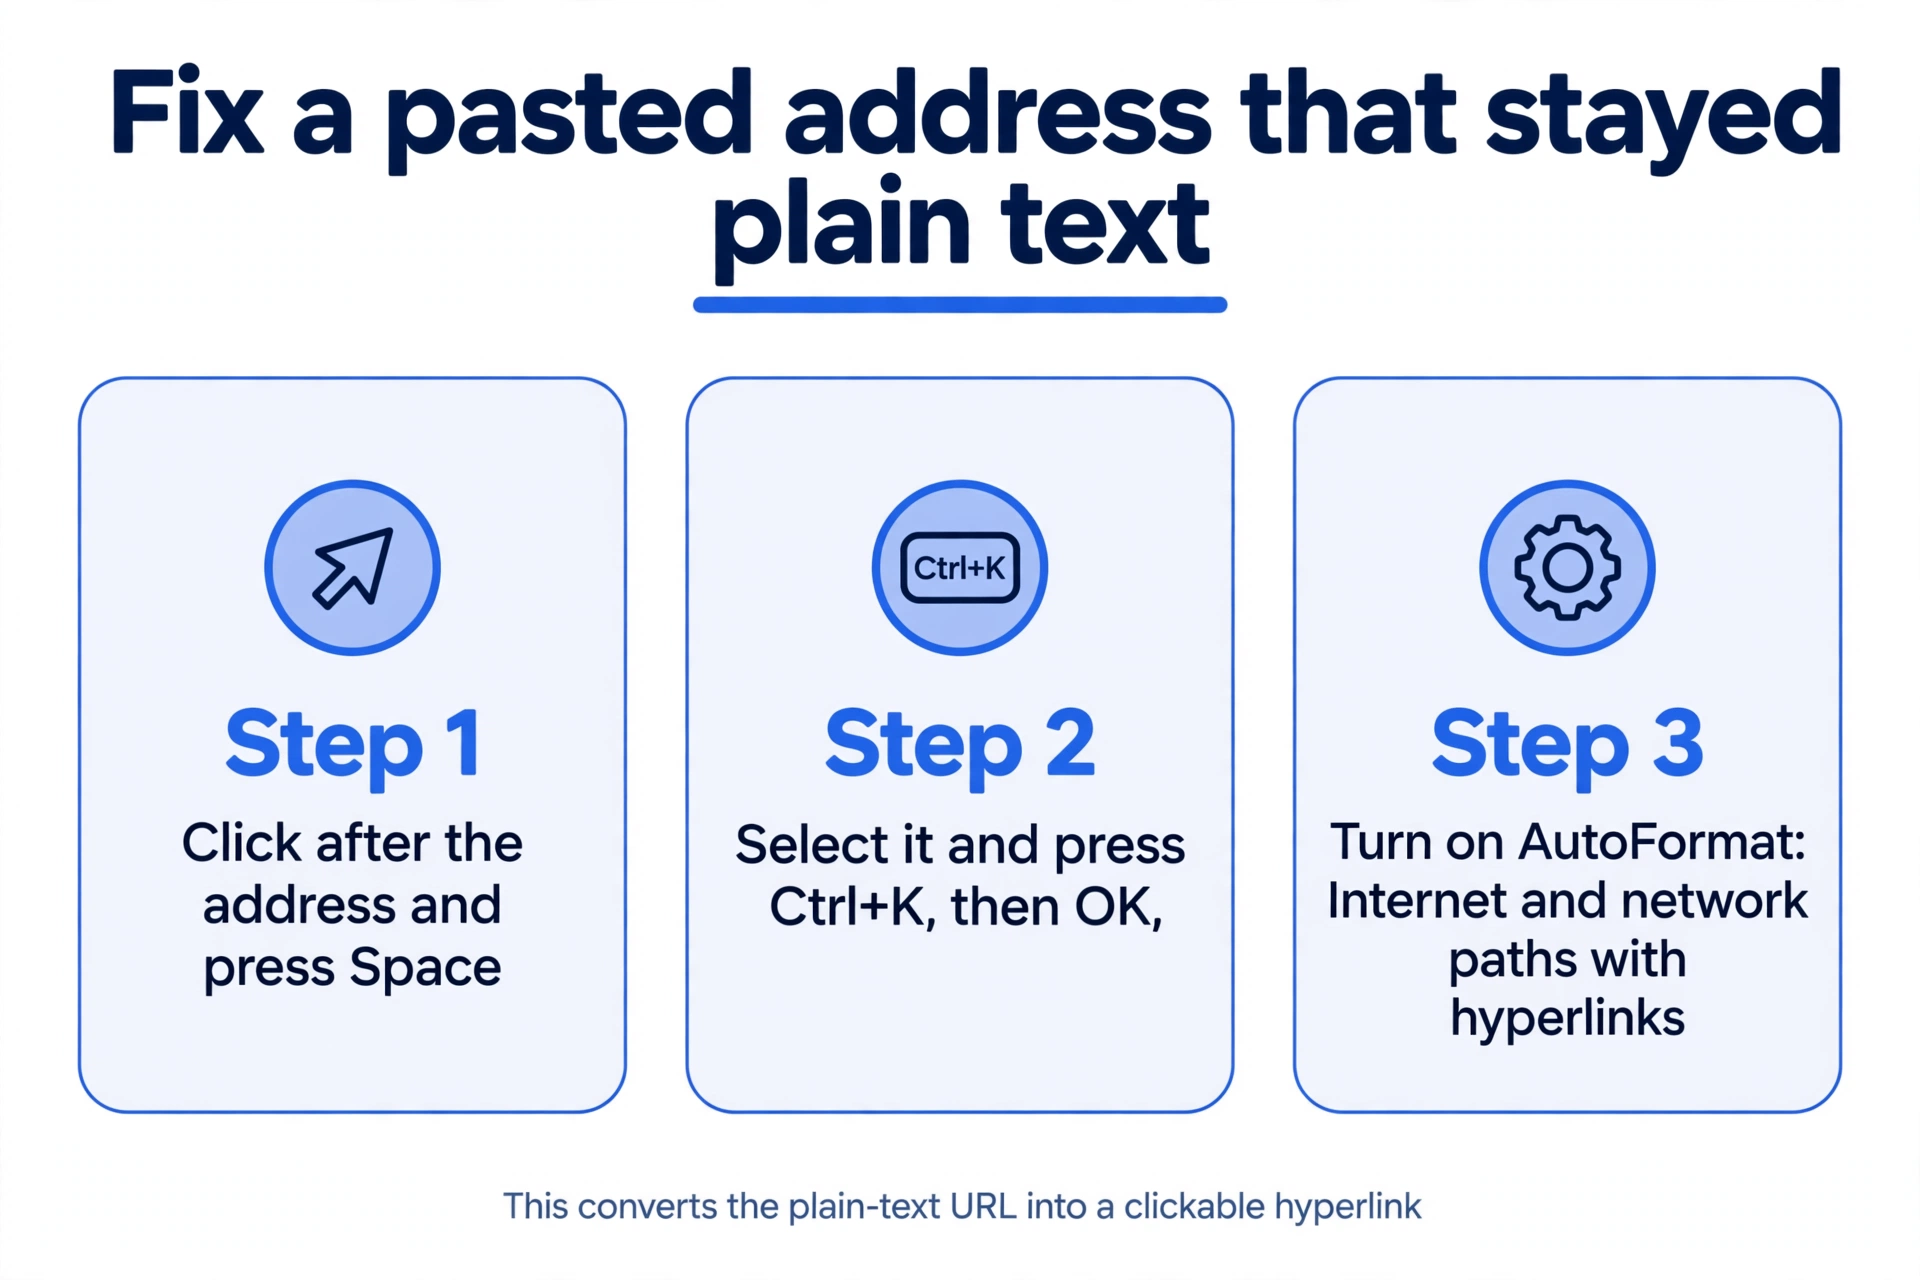 Fix a pasted address that stayed
plain text
Ctrl+K
Step 1
Click after the
address and
press Space
Step 2
Select it and press
Ctrl+K, then OK,
Step 3
Turn on AutoFormat:
Internet and network
paths with
hyperlinks
This converts the plain-text URL into a clickable hyperlink